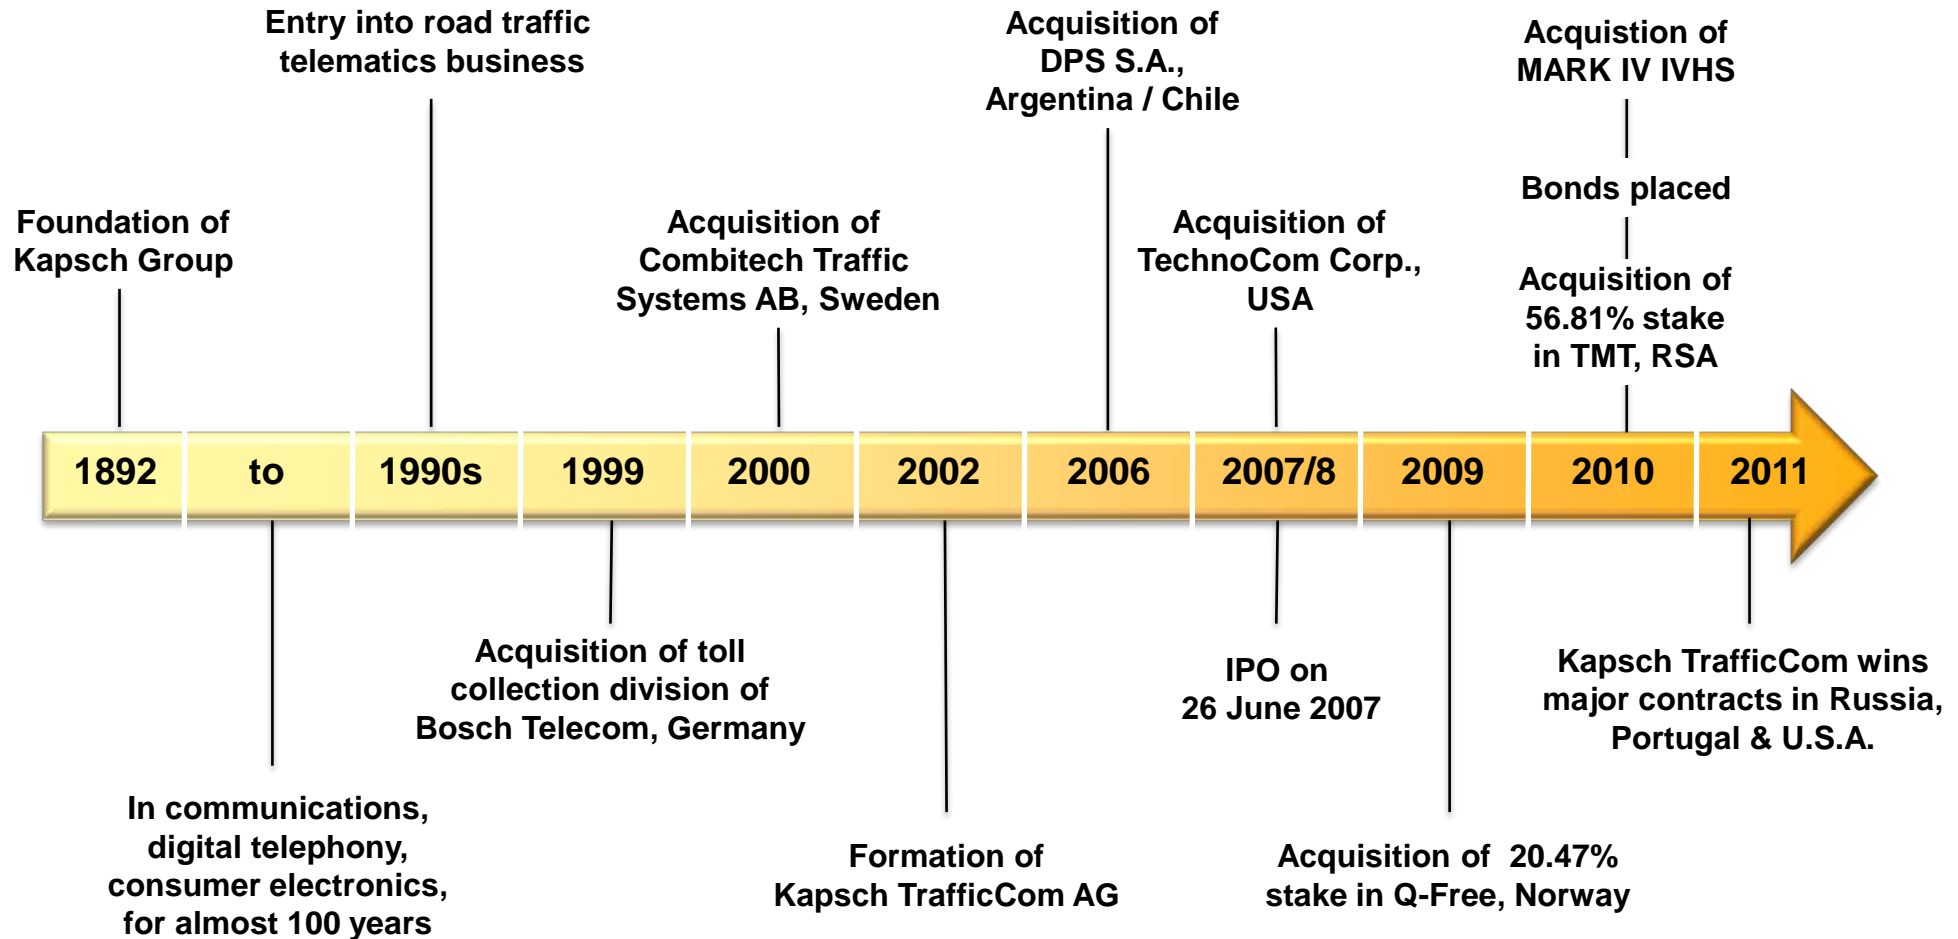 Entry into road traffic
telematics business
Acquisition of
DPS S.A.,
Argentina / Chile
Acquistion of
MARK IV IVHS
Bonds placed
Foundation of
Kapsch Group
Acquisition of
Combitech Traffic
Systems AB, Sweden
Acquisition of
TechnoCom Corp.,
USA
Acquisition of
56.81% stake
in TMT, RSA
1892 to 1990s 1999 2000 2002 2006 2007/8 2009 2010 2011
Acquisition of toll
collection division of
Bosch Telecom, Germany
IPO on
26 June 2007
Kapsch TrafficCom wins
major contracts in Russia,
Portugal & U.S.A.
In communications,
digital telephony,
consumer electronics,
for almost 100 years
Formation of
Kapsch TrafficCom AG
Acquisition of 20.47%
stake in Q-Free, Norway